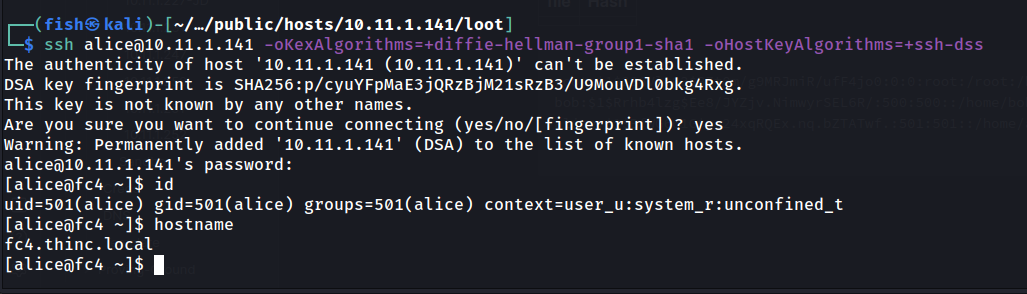 File Hash
┌──(fish㉿kali)-[~/…/public/hosts/10.11.1.141/loot]
└─$ ssh alice@10.11.1.141 -oKexAlgorithms=+diffie-hellman-group1-sha1 -oHostKeyAlgorithms=+ssh-dss
The authenticity of host '10.11.1.141 (10.11.1.141)' can't be established.
DSA key fingerprint is SHA256:p/cyuYFpMaE3jQRzBjM21sRzB3/U9MouVDl0bkg4Rxg.
This key is not known by any other names.
Are you sure you want to continue connecting (yes/no/[fingerprint])? yes
Warning: Permanently added '10.11.1.141' (DSA) to the list of known hosts.
alice@10.11.1.141's password:
[alice@fc4 ~]$ id
uid=501(alice) gid=501(alice) groups=501(alice) context=user_u:system_r:unconfined_t
[alice@fc4 ~]$ hostname
fc4.thinc.local
[alice@fc4 ~]$